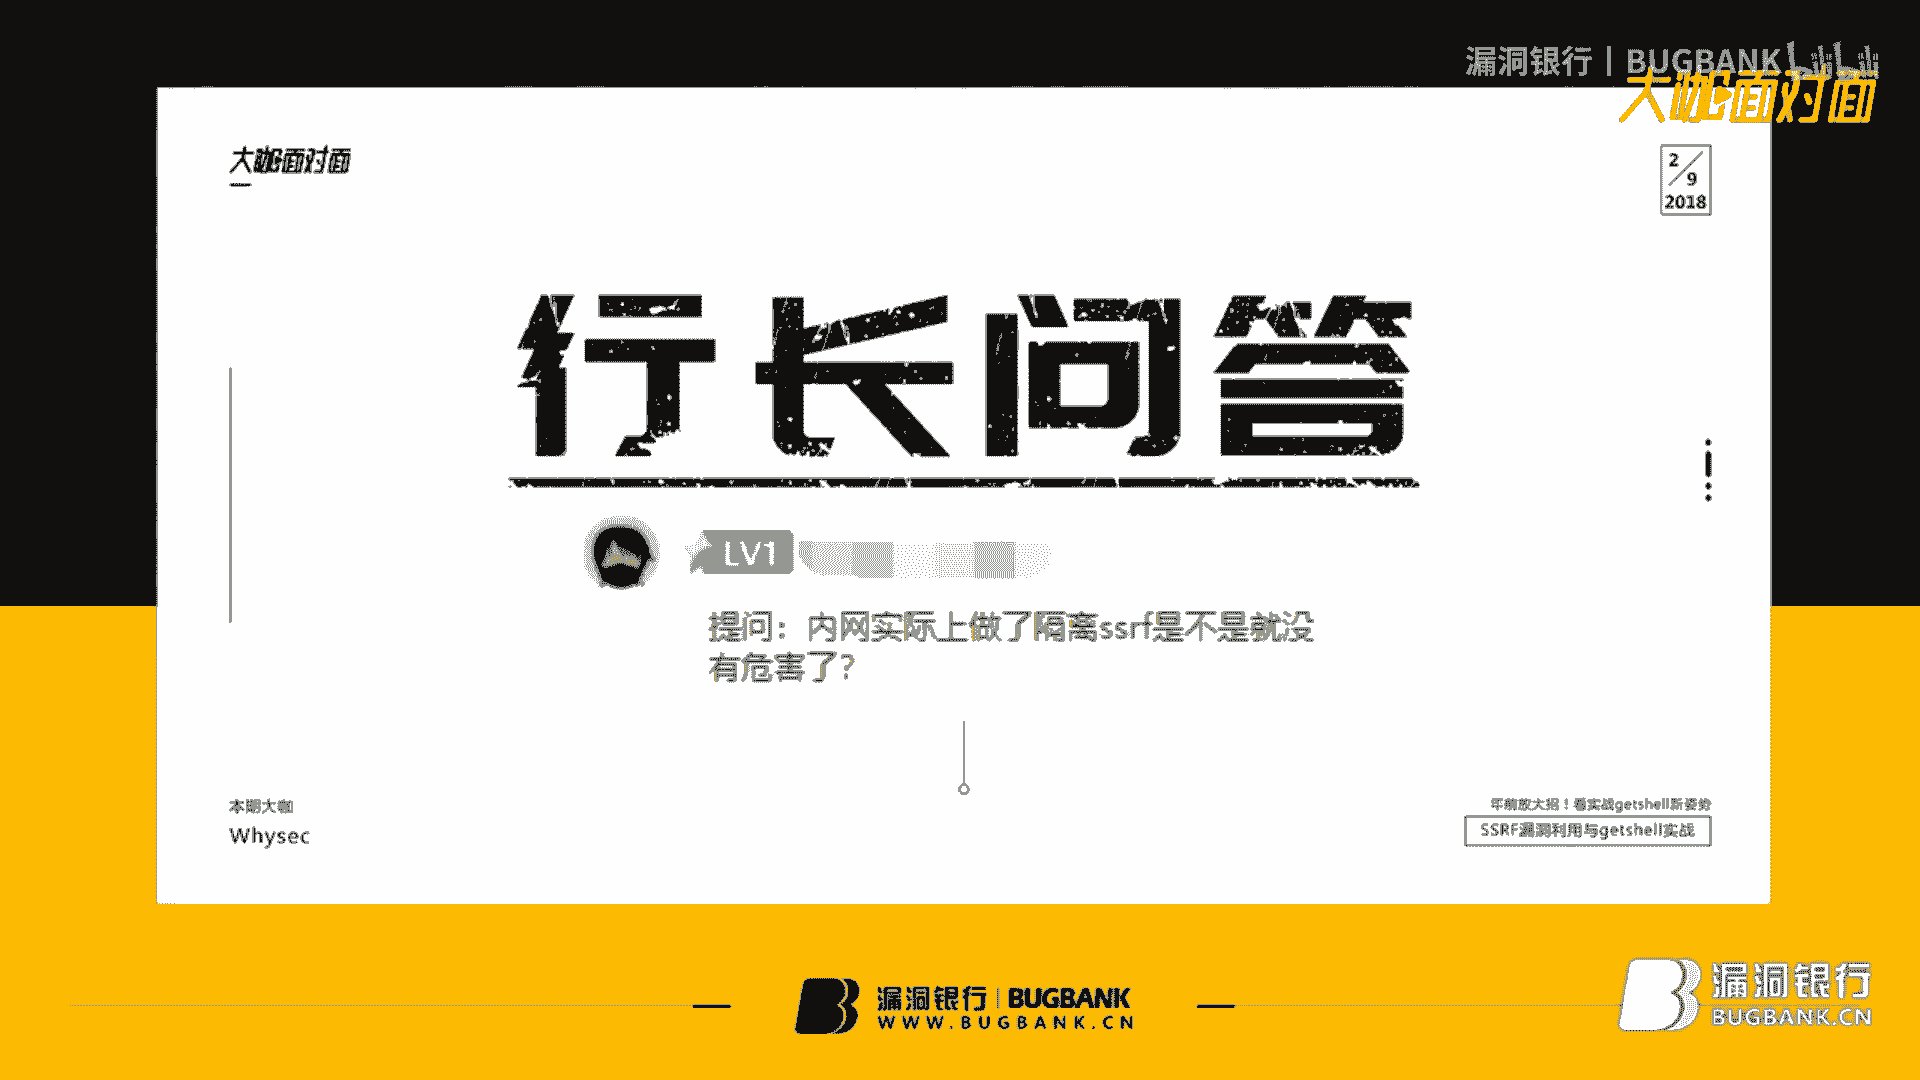 漏洞银行 | BUGBANK bilibili
大咖面对面
大咖面对面
2/9
2018
行长问答
LV1
提问：内网实际上做了隔离ssrf是不是就没
有危害了？
本期大咖
Whysec
年前放大招！看实战getshell新姿势
SSRF漏洞利用与getshell实战
漏洞银行 | BUGBANK
WWW.BUGBANK.CN
漏洞银行
BUGBANK.CN